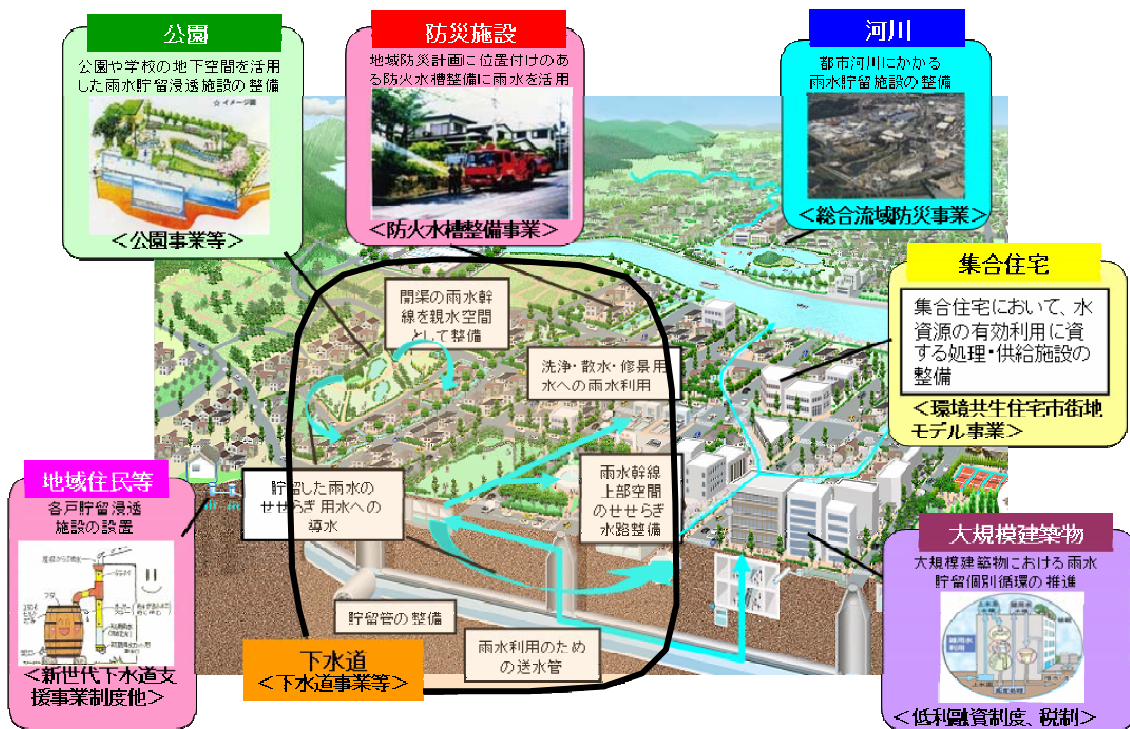 公園
公園や学校の地下空間を活用
した雨水貯留浸透施設の整備
☆イメージ図
＜公園事業等＞
防災施設
地域防災計画に位置付けのあ
る防火水槽整備に雨水を活用
＜防火水槽整備事業＞
河川
都市河川にかかる
雨水貯留施設の整備
＜総合流域防災事業＞
集合住宅
集合住宅において、水
資源の有効利用に資
する処理・供給施設の
整備
＜環境共生住宅市街地
モデル事業＞
開渠の雨水幹
線を親水空間
として整備
洗浄・散水・修景用
水への雨水利用
貯留した雨水の
せせらぎ用水への
導水
雨水幹線
上部空間
のせせらぎ
水路整備
貯留管の整備
雨水利用のため
の送水管
下水道
＜下水道事業等＞
地域住民等
各戸貯留浸透
施設の設置
フタ
＜新世代下水道支
援事業制度他＞
大規模建築物
大規模建築物における雨水
貯留個別循環の推進
雑用水
利用
＜低利融資制度、税制＞